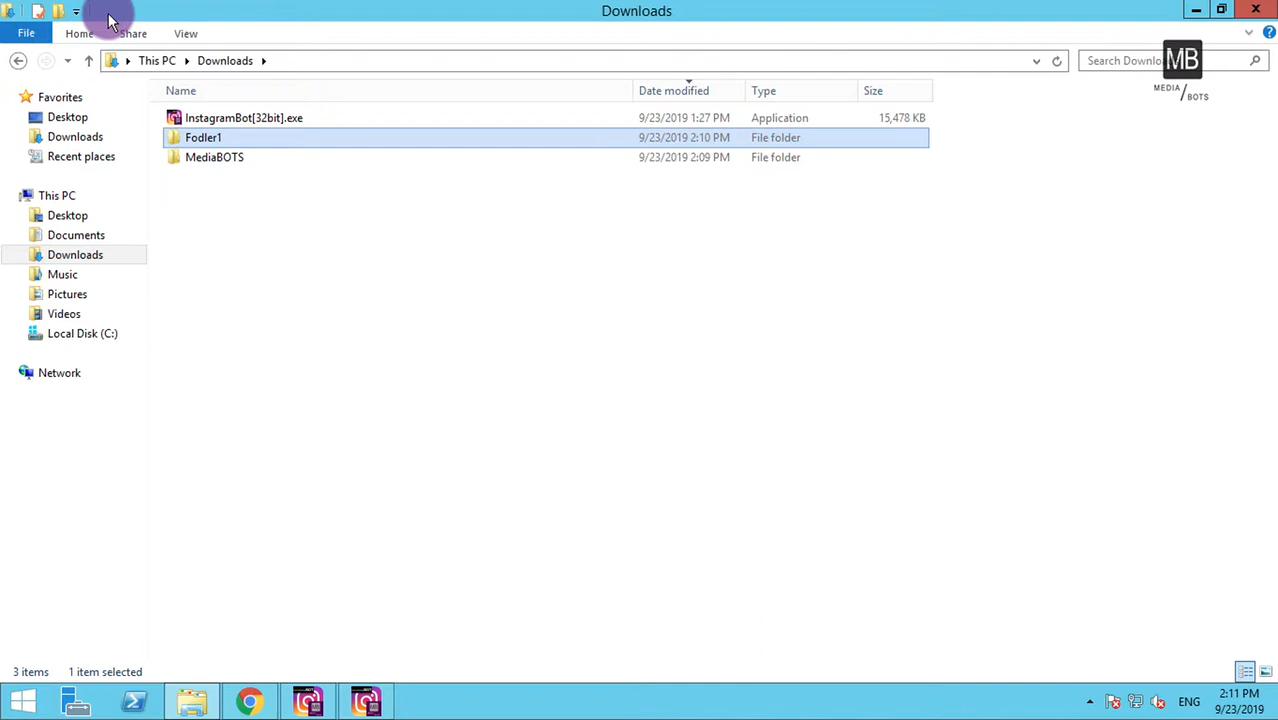 Downloads
File Home Share View
This PC Downloads Search Downlo
MB
MEDIA/BOTS
Name Date modified Type Size
Favorites
Desktop
Downloads
Recent places
This PC
Desktop
Documents
Downloads
Music
Pictures
Videos
Local Disk (C:)
Network
InstagramBot[32bit].exe 9/23/2019 1:27 PM Application 15,478 KB
Fodler1 9/23/2019 2:10 PM File folder
MediaBOTS 9/23/2019 2:09 PM File folder
3 items 1 item selected
ENG
2:11 PM
9/23/2019